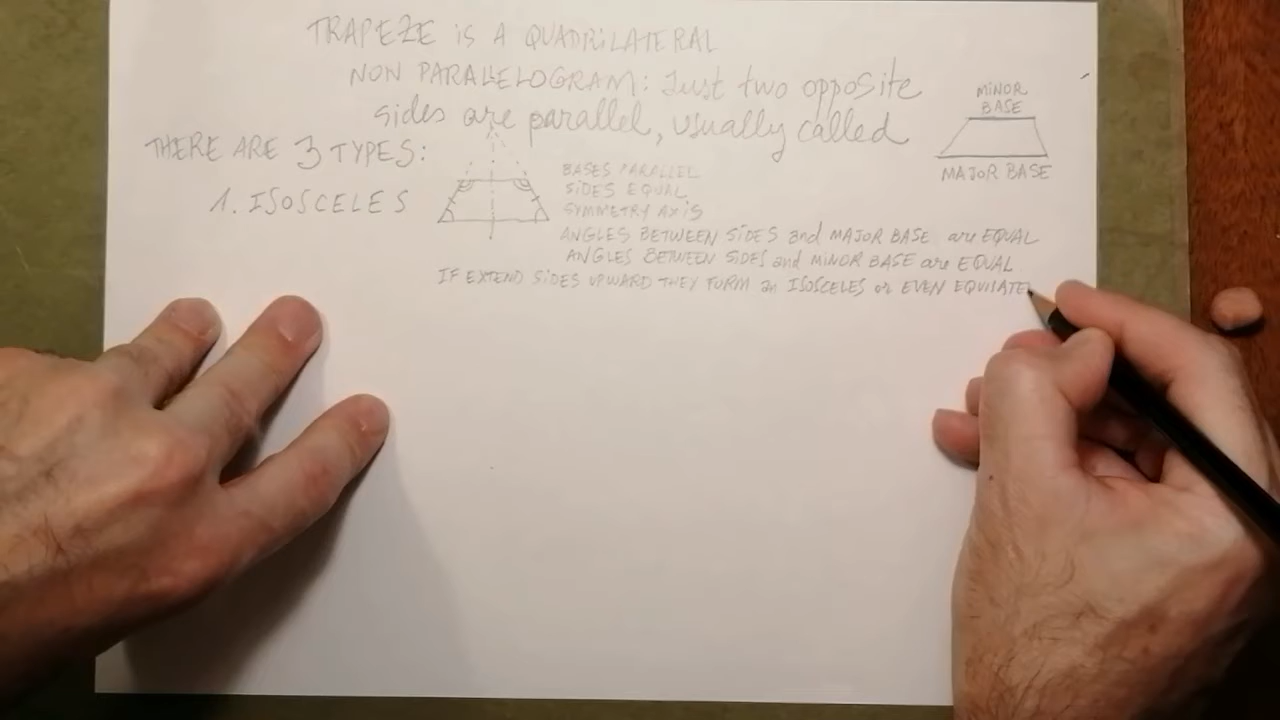 TRAPEZE iS A QUADRiLATERAL
NON PARALLELOGRAM: Just two opposite
sides are parallel, usually called
MiNOR
BASE
MAJOR BASE
THERE ARE 3 TYPES:
1. ISOSCELES
BASES PARALLEL
SiDES EQUAL
SYMMETRY AXiS
ANGLES BETWEEN SiDES and MAJOR BASE are EQUAL
ANGLES BETWEEN SiDES and MiNOR BASE are EQUAL
IF EXTEND SiDES UPWARD THEY FORM an ISOSCELES or EVEN